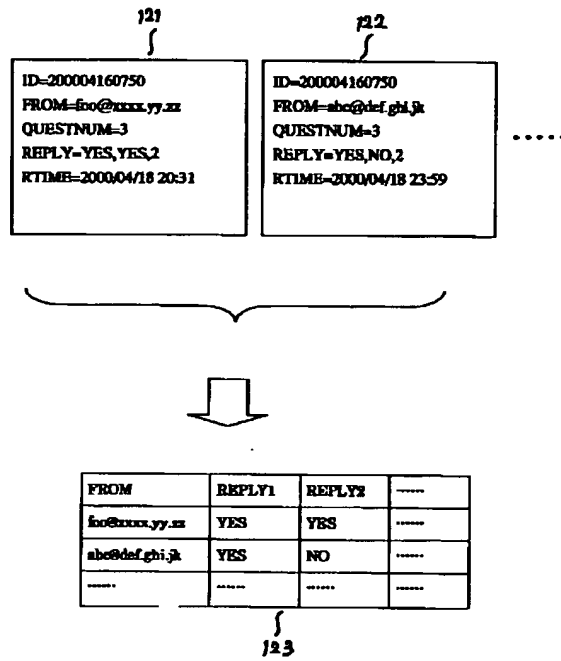 121
122
ID=200004160750
FROM=foo@xxxx.yy.zz
QUESTNUM=3
REPLY=YES,YES,2
RTIME=2000/04/18 20:31
ID=200004160750
FROM=abc@def.ghi.jk
QUESTNUM=3
REPLY=YES,NO,2
RTIME=2000/04/18 23:59
FROM REPLY1 REPLY2 ......
foo@xxxx.yy.zz YES YES ......
abc@def.ghi.jk YES NO ......
...... ...... ...... ......
123